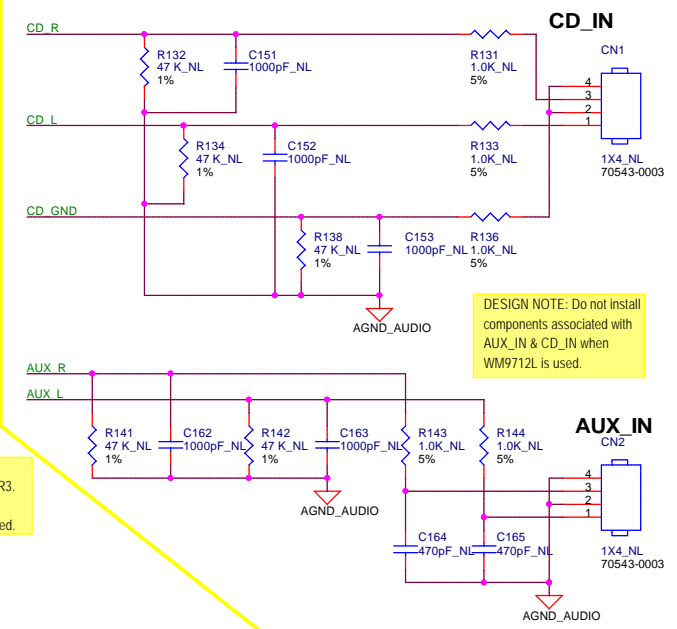 CD_IN
CD_R
CN1
R132
47 K_NL
1%
C151
1000pF_NL
R131
1.0K_NL
5%
4
3
2
1
CD_L
R134
47 K_NL
1%
C152
1000pF_NL
R133
1.0K_NL
5%
1X4_NL
70543-0003
CD_GND
R138
47 K_NL
1%
C153
1000pF_NL
R136
1.0K_NL
5%
AGND_AUDIO
DESIGN NOTE: Do not install
components associated with
AUX_IN & CD_IN when
WM9712L is used.
AUX_R
AUX_L
AUX_IN
CN2
R141
47 K_NL
1%
C162
1000pF_NL
R142
47 K_NL
1%
C163
1000pF_NL
R143
1.0K_NL
5%
R144
1.0K_NL
5%
4
3
2
1
R3.
ed.
AGND_AUDIO
C164
470pF_NL
C165
470pF_NL
1X4_NL
70543-0003
AGND_AUDIO